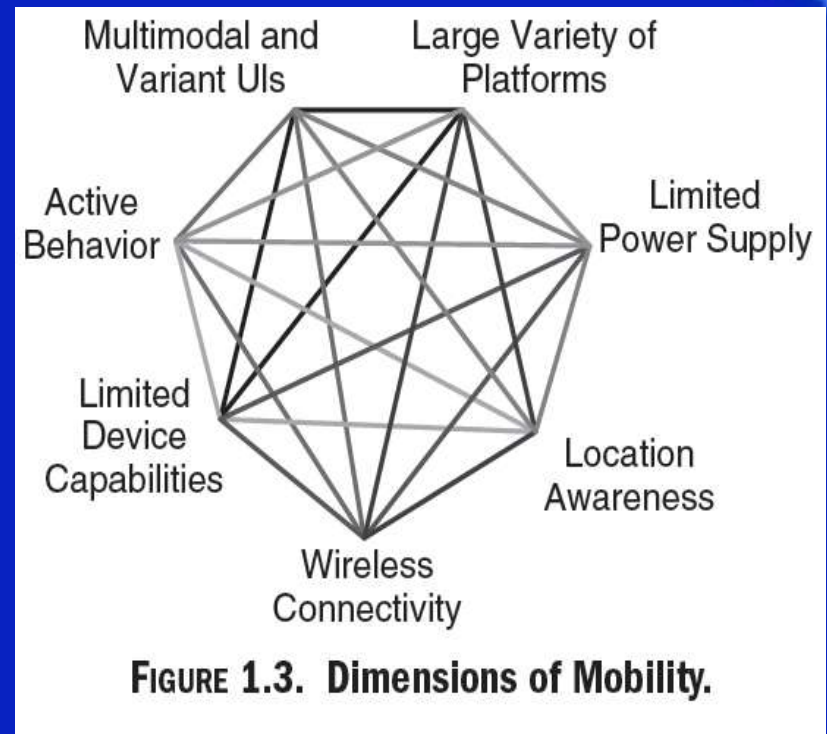 Multimodal and
Variant UIs
Large Variety of
Platforms
Active
Behavior
Limited
Power Supply
Limited
Device
Capabilities
Location
Awareness
Wireless
Connectivity
FIGURE 1.3. Dimensions of Mobility.